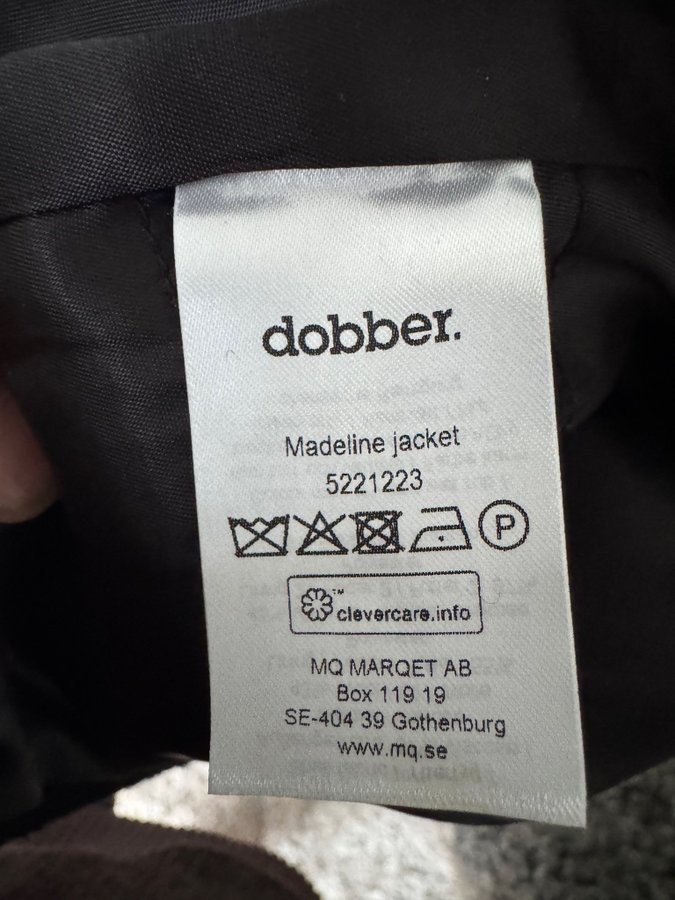 dobber.
Madeline jacket
5221223
P
™ clevercare.info
MQ MARQET AB
Box 119 19
SE-404 39 Gothenburg
www.mq.se